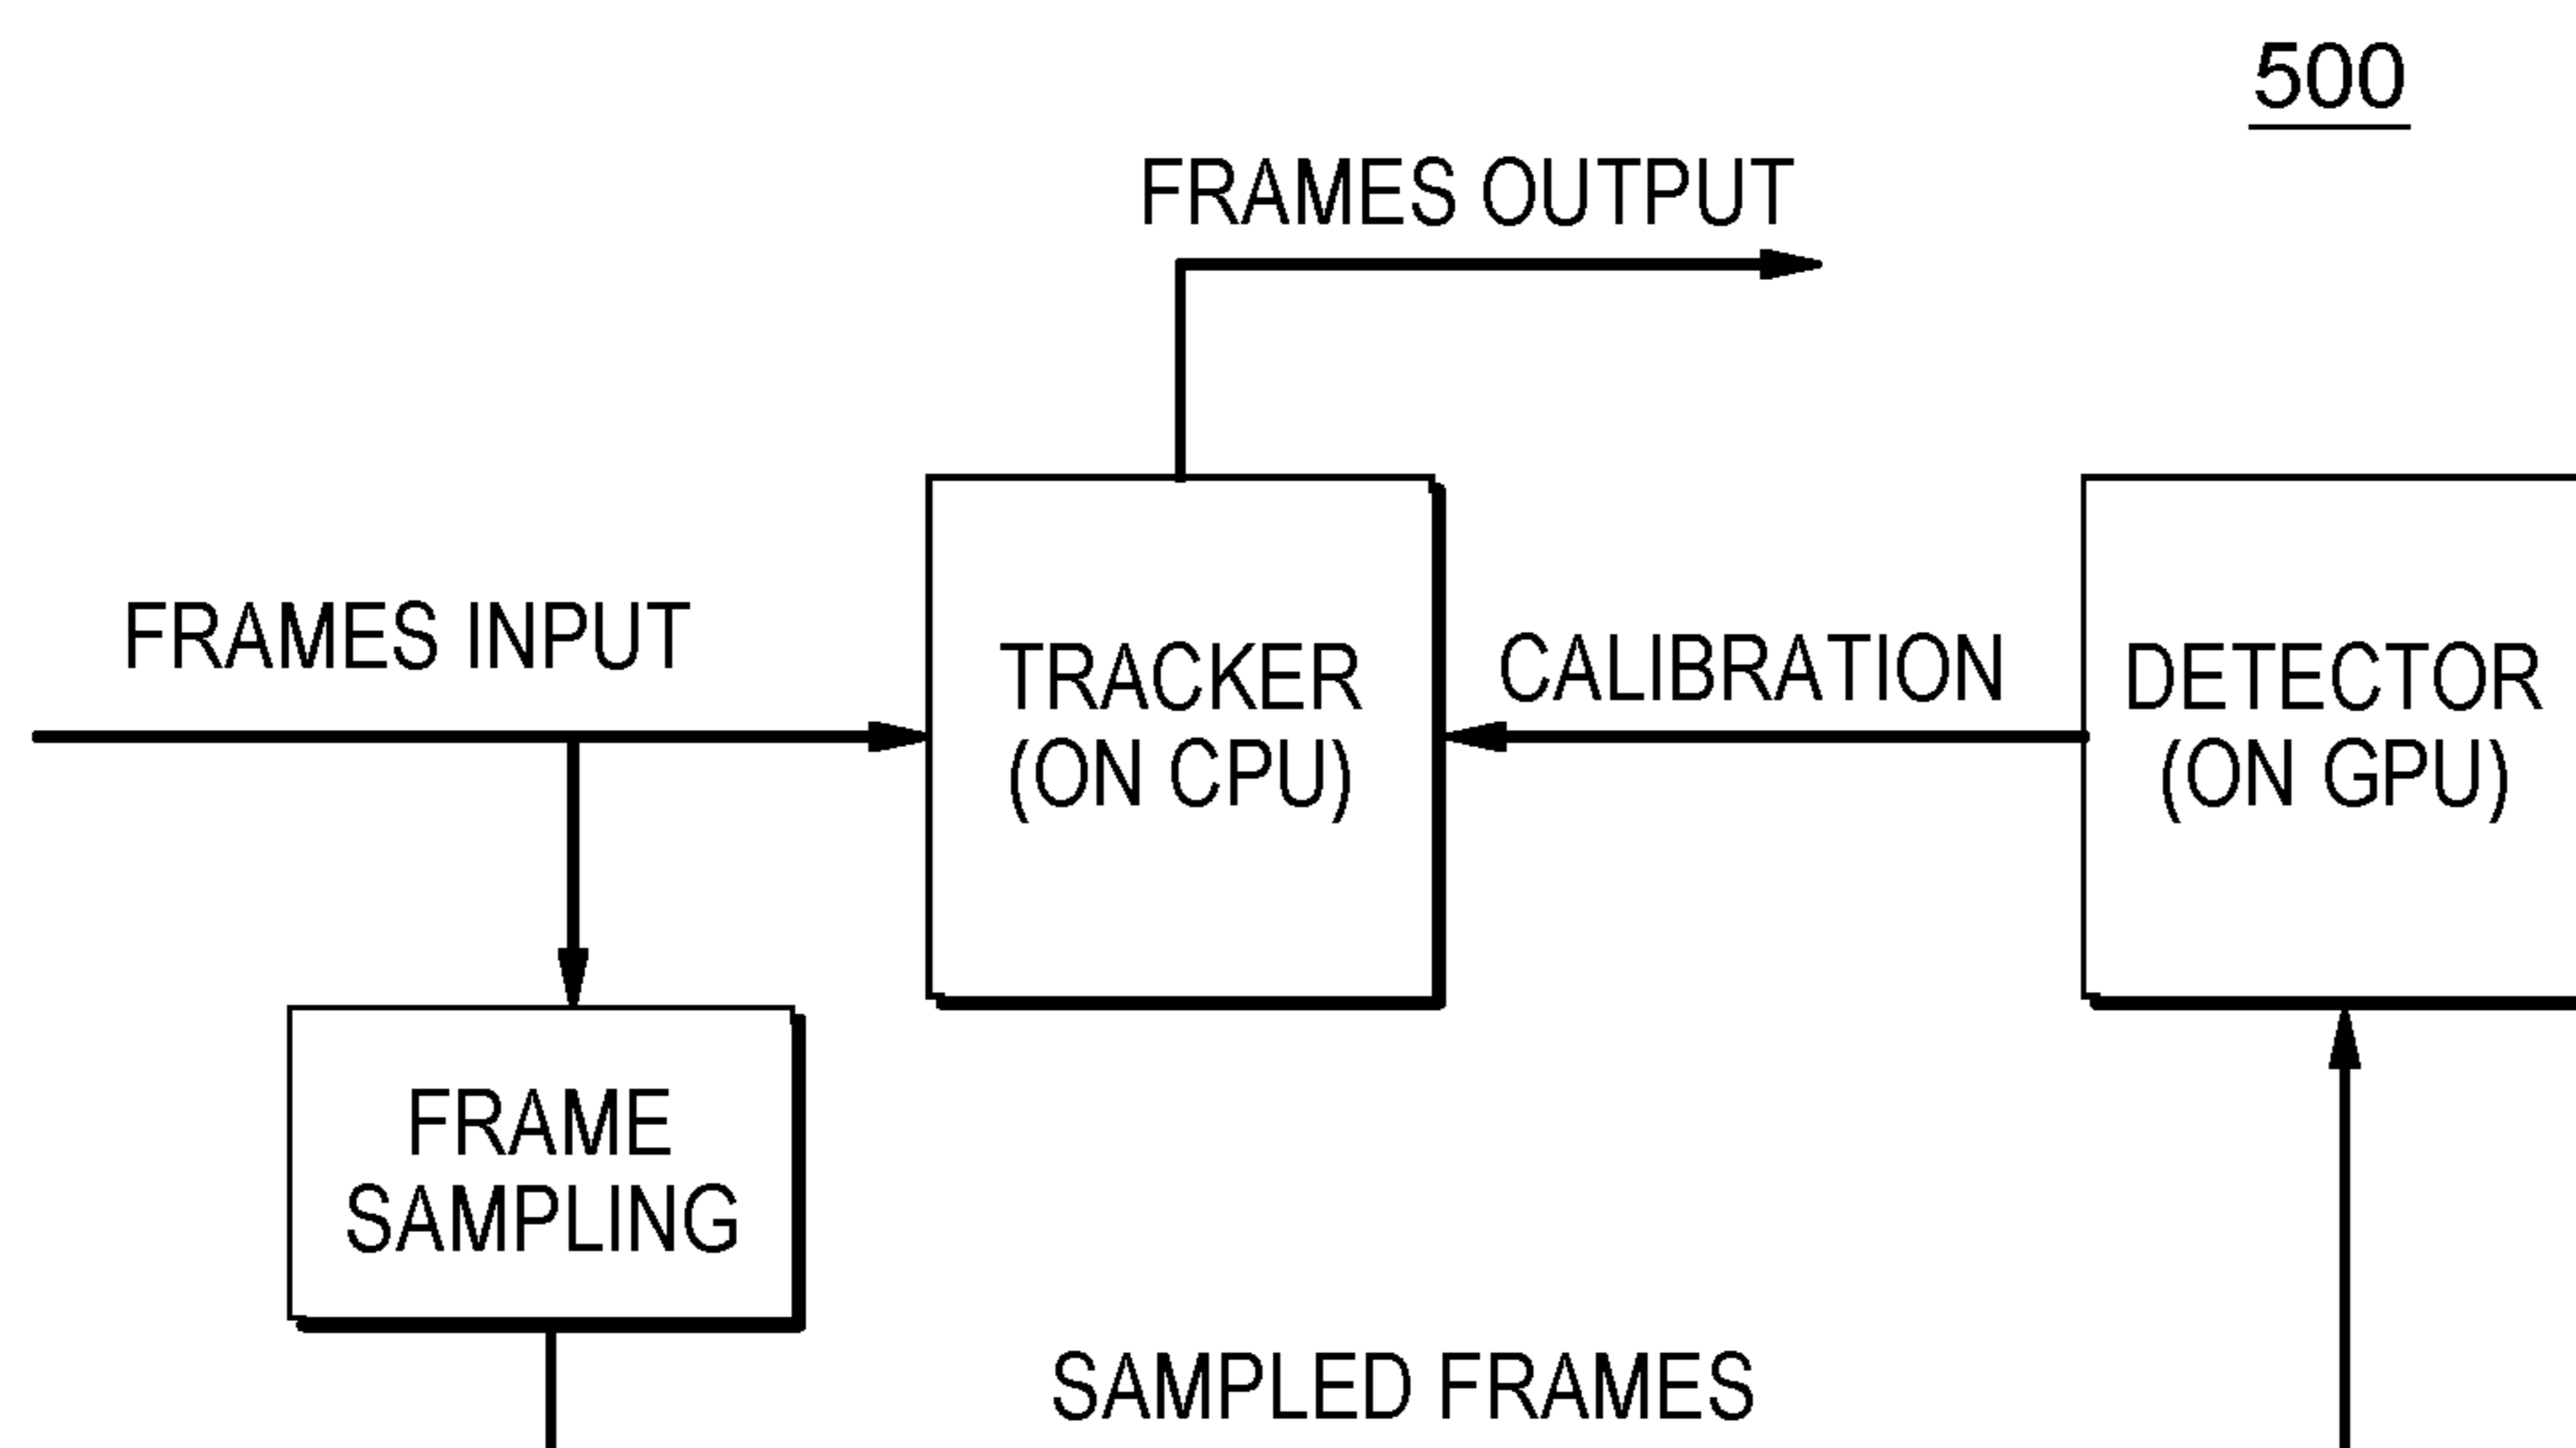 500
FRAMES OUTPUT
FRAMES INPUT
TRACKER
(ON CPU)
CALIBRATION
DETECTOR
(ON GPU)
FRAME
SAMPLING
SAMPLED FRAMES